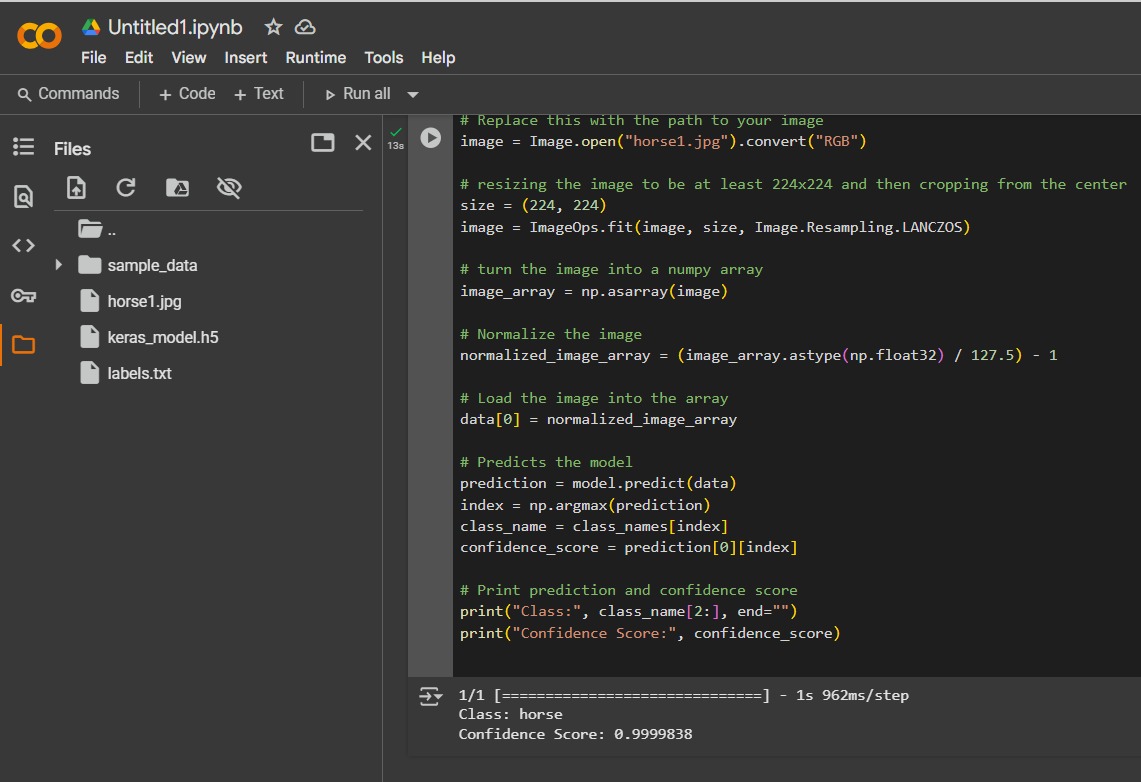 Untitled1.ipynb
File Edit View Insert Runtime Tools Help
Commands + Code + Text Run all
Files
..
sample_data
horse1.jpg
keras_model.h5
labels.txt
13s
# Replace this with the path to your image
image = Image.open("horse1.jpg").convert("RGB")
# resizing the image to be at least 224x224 and then cropping from the center
size = (224, 224)
image = ImageOps.fit(image, size, Image.Resampling.LANCZOS)
# turn the image into a numpy array
image_array = np.asarray(image)
# Normalize the image
normalized_image_array = (image_array.astype(np.float32) / 127.5) - 1
# Load the image into the array
data[0] = normalized_image_array
# Predicts the model
prediction = model.predict(data)
index = np.argmax(prediction)
class_name = class_names[index]
confidence_score = prediction[0][index]
# Print prediction and confidence score
print("Class:", class_name[2:], end="")
print("Confidence Score:", confidence_score)
1/1 [==============================] - 1s 962ms/step
Class: horse
Confidence Score: 0.9999838